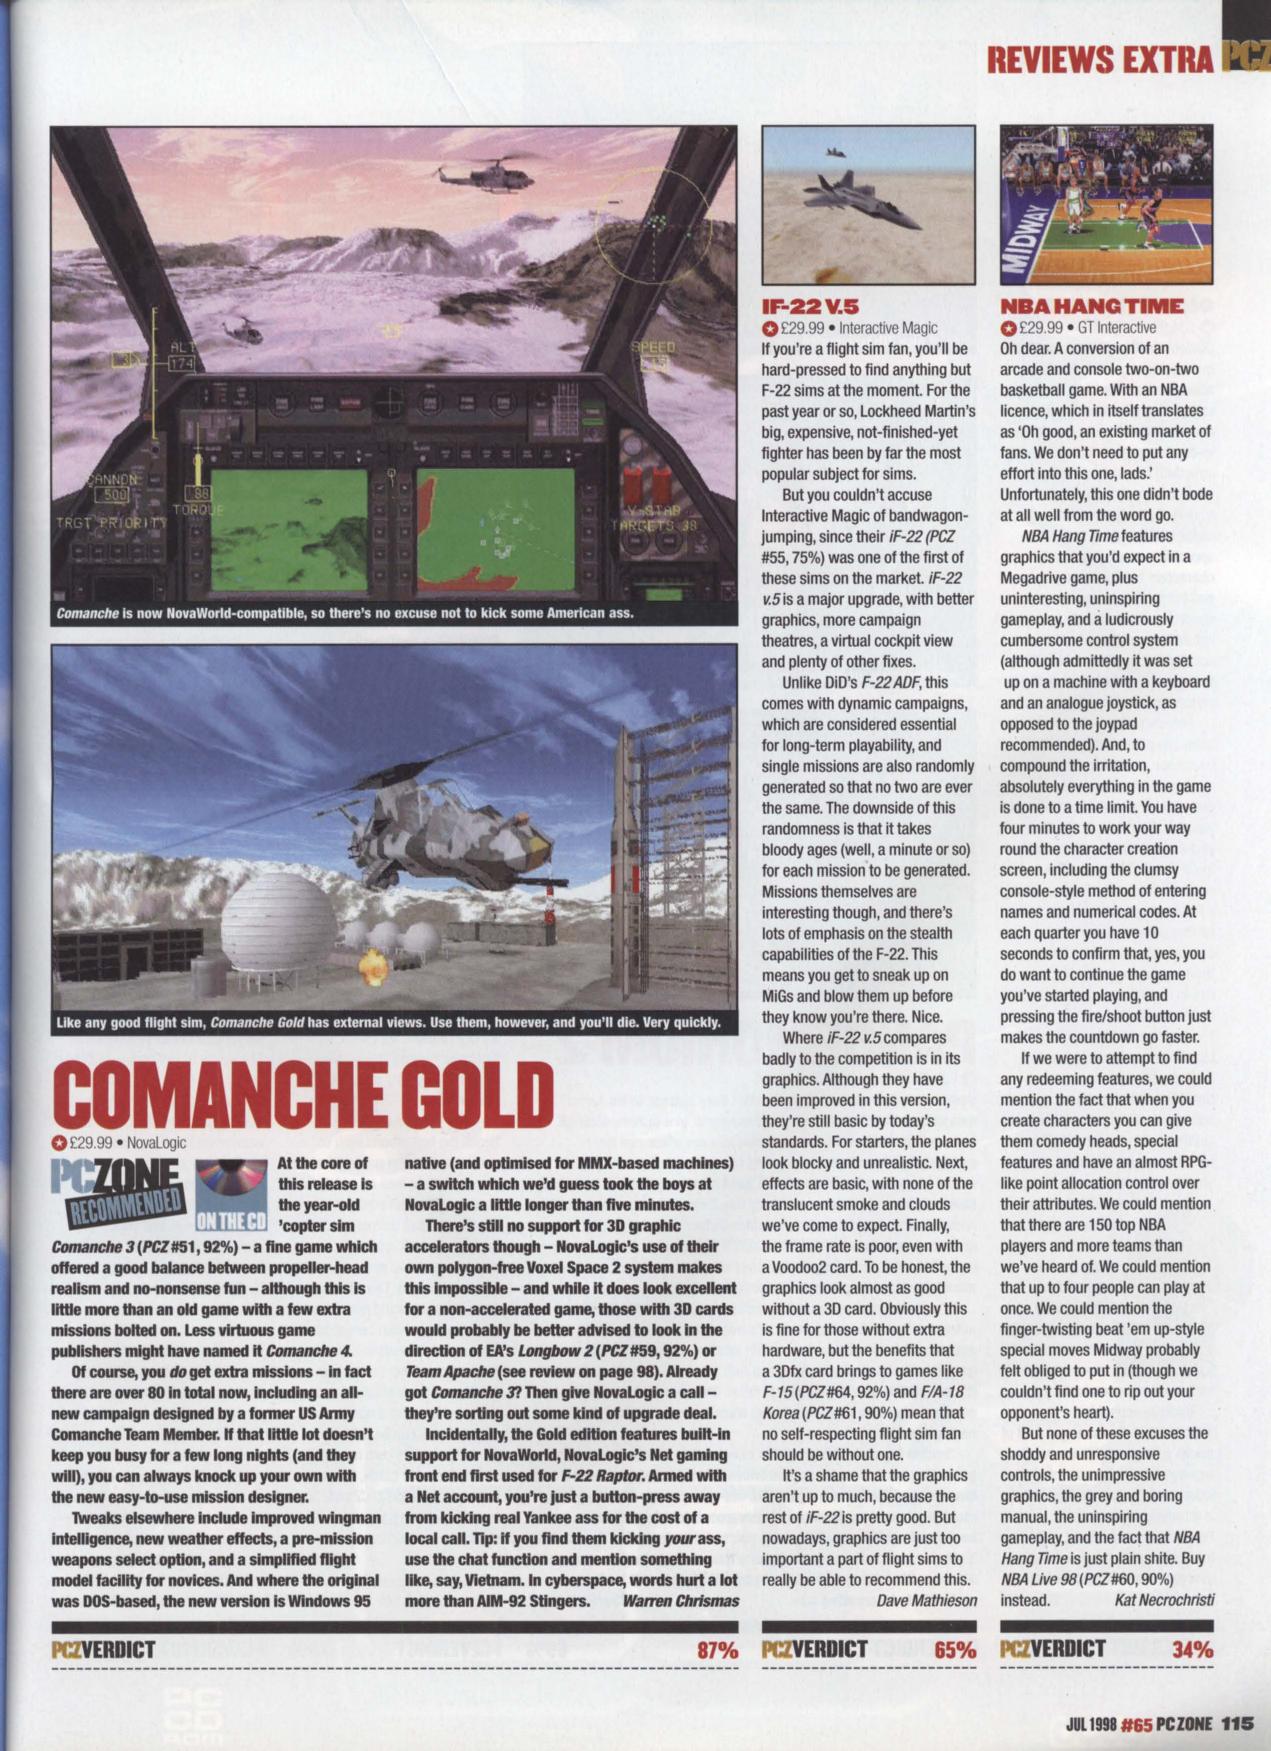 REVIEWS EXTRA PCZ
ALT
174
SPEED
CANNON
500
88
TORQUE
TRGT PRIORITY
TARGETS 38
Comanche is now NovaWorld-compatible, so there's no excuse not to kick some American ass.
Like any good flight sim, Comanche Gold has external views. Use them, however, and you'll die. Very quickly.
COMANCHE GOLD
£29.99 • NovaLogic
PCZONE
RECOMMENDED
ON THE CD
At the core of
this release is
the year-old
'copter sim
Comanche 3 (PCZ #51, 92%) – a fine game which
offered a good balance between propeller-head
realism and no-nonsense fun – although this is
little more than an old game with a few extra
missions bolted on. Less virtuous game
publishers might have named it Comanche 4.
Of course, you do get extra missions – in fact
there are over 80 in total now, including an all-
new campaign designed by a former US Army
Comanche Team Member. If that little lot doesn't
keep you busy for a few long nights (and they
will), you can always knock up your own with
the new easy-to-use mission designer.
Tweaks elsewhere include improved wingman
intelligence, new weather effects, a pre-mission
weapons select option, and a simplified flight
model facility for novices. And where the original
was DOS-based, the new version is Windows 95
native (and optimised for MMX-based machines)
– a switch which we'd guess took the boys at
NovaLogic a little longer than five minutes.
There's still no support for 3D graphic
accelerators though – NovaLogic's use of their
own polygon-free Voxel Space 2 system makes
this impossible – and while it does look excellent
for a non-accelerated game, those with 3D cards
would probably be better advised to look in the
direction of EA's Longbow 2 (PCZ #59, 92%) or
Team Apache (see review on page 98). Already
got Comanche 3? Then give NovaLogic a call –
they're sorting out some kind of upgrade deal.
Incidentally, the Gold edition features built-in
support for NovaWorld, NovaLogic's Net gaming
front end first used for F-22 Raptor. Armed with
a Net account, you're just a button-press away
from kicking real Yankee ass for the cost of a
local call. Tip: if you find them kicking your ass,
use the chat function and mention something
like, say, Vietnam. In cyberspace, words hurt a lot
more than AIM-92 Stingers. Warren Chrismas
PCZVERDICT 87%
IF-22 V.5
£29.99 • Interactive Magic
If you're a flight sim fan, you'll be
hard-pressed to find anything but
F-22 sims at the moment. For the
past year or so, Lockheed Martin's
big, expensive, not-finished-yet
fighter has been by far the most
popular subject for sims.
But you couldn't accuse
Interactive Magic of bandwagon-
jumping, since their iF-22 (PCZ
#55, 75%) was one of the first of
these sims on the market. iF-22
v.5 is a major upgrade, with better
graphics, more campaign
theatres, a virtual cockpit view
and plenty of other fixes.
Unlike DiD's F-22 ADF, this
comes with dynamic campaigns,
which are considered essential
for long-term playability, and
single missions are also randomly
generated so that no two are ever
the same. The downside of this
randomness is that it takes
bloody ages (well, a minute or so)
for each mission to be generated.
Missions themselves are
interesting though, and there's
lots of emphasis on the stealth
capabilities of the F-22. This
means you get to sneak up on
MiGs and blow them up before
they know you're there. Nice.
Where iF-22 v.5 compares
badly to the competition is in its
graphics. Although they have
been improved in this version,
they're still basic by today's
standards. For starters, the planes
look blocky and unrealistic. Next,
effects are basic, with none of the
translucent smoke and clouds
we've come to expect. Finally,
the frame rate is poor, even with
a Voodoo2 card. To be honest, the
graphics look almost as good
without a 3D card. Obviously this
is fine for those without extra
hardware, but the benefits that
a 3Dfx card brings to games like
F-15 (PCZ #64, 92%) and F/A-18
Korea (PCZ #61, 90%) mean that
no self-respecting flight sim fan
should be without one.
It's a shame that the graphics
aren't up to much, because the
rest of iF-22 is pretty good. But
nowadays, graphics are just too
important a part of flight sims to
really be able to recommend this.
Dave Mathieson
PCZVERDICT 65%
MIDWAY
NBA HANG TIME
£29.99 • GT Interactive
Oh dear. A conversion of an
arcade and console two-on-two
basketball game. With an NBA
licence, which in itself translates
as 'Oh good, an existing market of
fans. We don't need to put any
effort into this one, lads.'
Unfortunately, this one didn't bode
at all well from the word go.
NBA Hang Time features
graphics that you'd expect in a
Megadrive game, plus
uninteresting, uninspiring
gameplay, and a ludicrously
cumbersome control system
(although admittedly it was set
up on a machine with a keyboard
and an analogue joystick, as
opposed to the joypad
recommended). And, to
compound the irritation,
absolutely everything in the game
is done to a time limit. You have
four minutes to work your way
round the character creation
screen, including the clumsy
console-style method of entering
names and numerical codes. At
each quarter you have 10
seconds to confirm that, yes, you
do want to continue the game
you've started playing, and
pressing the fire/shoot button just
makes the countdown go faster.
If we were to attempt to find
any redeeming features, we could
mention the fact that when you
create characters you can give
them comedy heads, special
features and have an almost RPG-
like point allocation control over
their attributes. We could mention
that there are 150 top NBA
players and more teams than
we've heard of. We could mention
that up to four people can play at
once. We could mention the
finger-twisting beat 'em up-style
special moves Midway probably
felt obliged to put in (though we
couldn't find one to rip out your
opponent's heart).
But none of these excuses the
shoddy and unresponsive
controls, the unimpressive
graphics, the grey and boring
manual, the uninspiring
gameplay, and the fact that NBA
Hang Time is just plain shite. Buy
NBA Live 98 (PCZ #60, 90%)
instead. Kat Necrochristi
PCZVERDICT 34%
JUL 1998 #65 PC ZONE 115